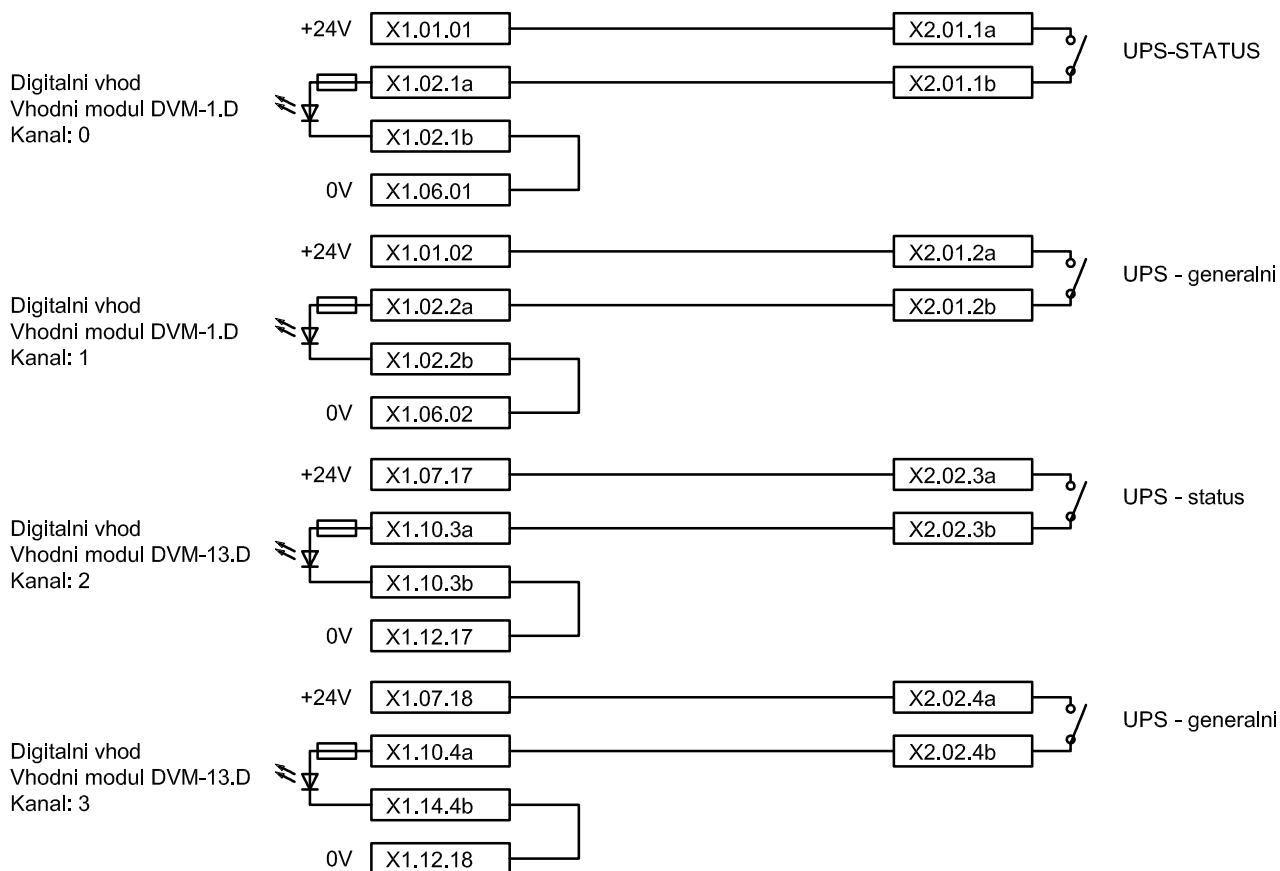 +24V X1.01.01 X2.01.1a
UPS-STATUS
Digitalni vhod
Vhodni modul DVM-1.D
Kanal: 0
X1.02.1a X2.01.1b
X1.02.1b
0V X1.06.01
+24V X1.01.02 X2.01.2a
UPS - generalni
Digitalni vhod
Vhodni modul DVM-1.D
Kanal: 1
X1.02.2a X2.01.2b
X1.02.2b
0V X1.06.02
+24V X1.07.17 X2.02.3a
UPS - status
Digitalni vhod
Vhodni modul DVM-13.D
Kanal: 2
X1.10.3a X2.02.3b
X1.10.3b
0V X1.12.17
+24V X1.07.18 X2.02.4a
UPS - generalni
Digitalni vhod
Vhodni modul DVM-13.D
Kanal: 3
X1.10.4a X2.02.4b
X1.14.4b
0V X1.12.18